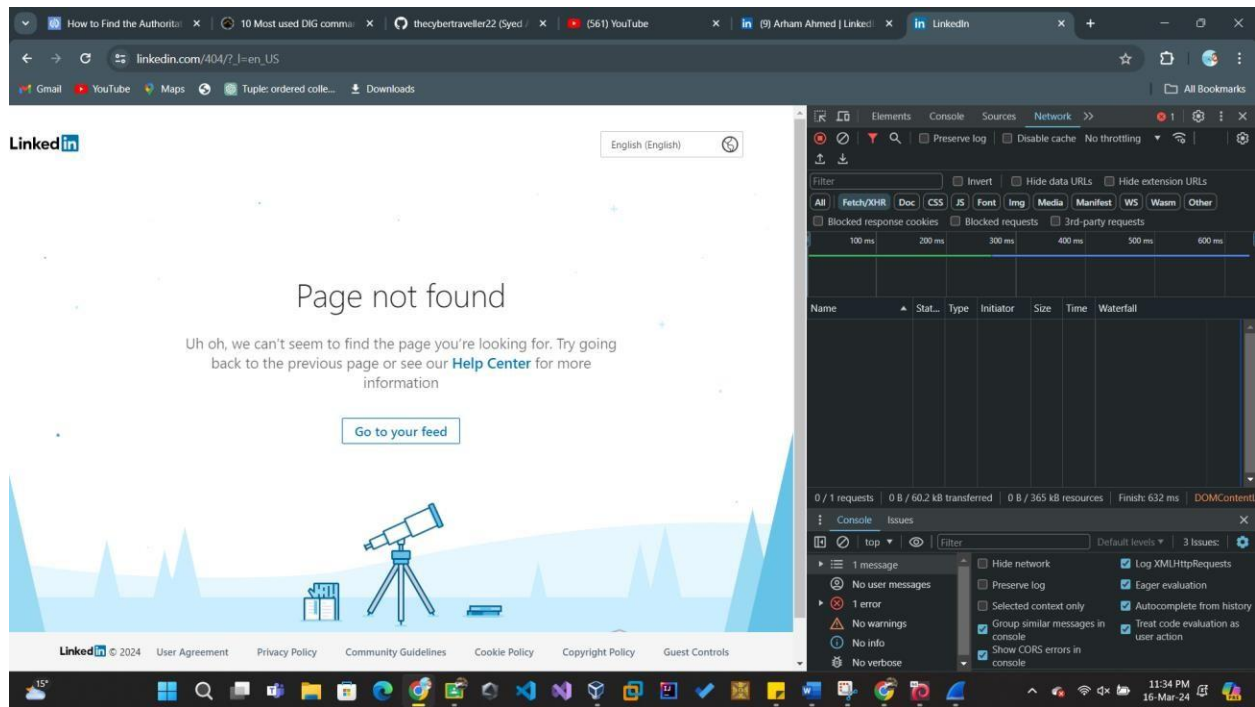 How to Find the Authorita
10 Most used DIG comma
thecybertraveller22 (Syed
(561) YouTube
(9) Arham Ahmed | Linked
LinkedIn
linkedin.com/404/?_l=en_US
Gmail YouTube Maps Tuple: ordered colle... Downloads All Bookmarks
Linked in
English (English)
Page not found
Uh oh, we can't seem to find the page you're looking for. Try going
back to the previous page or see our Help Center for more
information
Go to your feed
Linked in © 2024 User Agreement Privacy Policy Community Guidelines Cookie Policy Copyright Policy Guest Controls
Elements Console Sources Network 1
Preserve log Disable cache No throttling
Filter Invert Hide data URLs Hide extension URLs
All Fetch/XHR Doc CSS JS Font Img Media Manifest WS Wasm Other
Blocked response cookies Blocked requests 3rd-party requests
100 ms 200 ms 300 ms 400 ms 500 ms 600 ms
Name Stat... Type Initiator Size Time Waterfall
0 / 1 requests 0 B / 60.2 kB transferred 0 B / 365 kB resources Finish: 632 ms DOMContentL
Console Issues
top Filter Default levels 3 Issues:
1 message
No user messages
1 error
No warnings
No info
No verbose
Hide network
Preserve log
Selected context only
Group similar messages in
console
Show CORS errors in
console
Log XMLHttpRequests
Eager evaluation
Autocomplete from history
Treat code evaluation as
user action
15°
11:34 PM
16-Mar-24